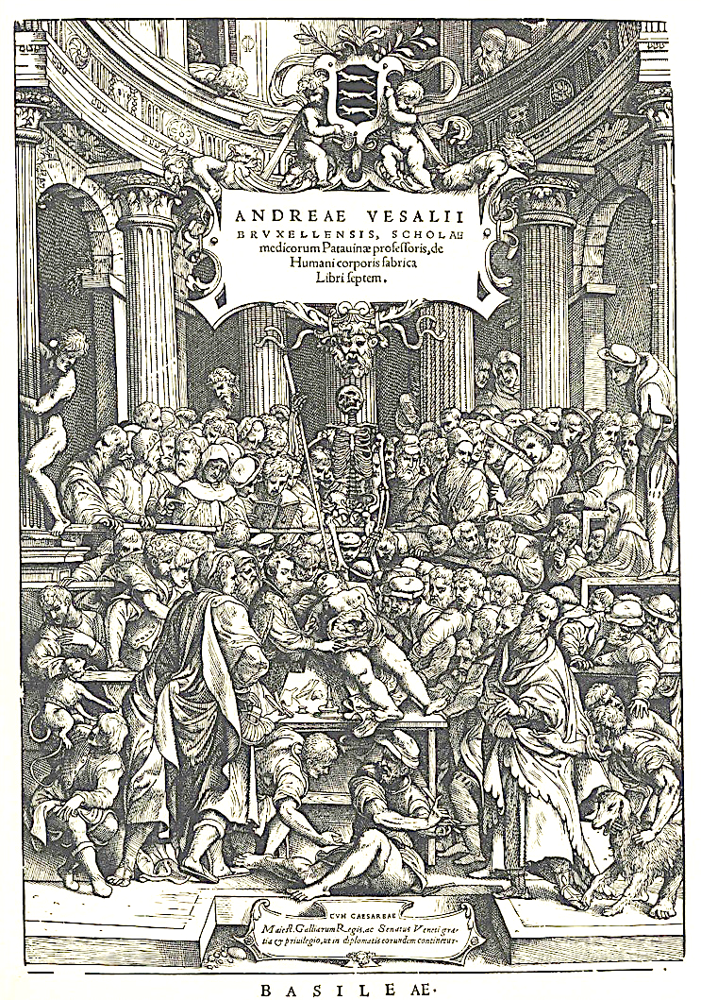 ANDREAE VESALII
BRVXELLENSIS, SCHOLAE
medicorum Patauinæ profeſſoris, de
Humani corporis fabrica
Libri ſeptem.
CVM CAESAREAE
Maieſt. Galliarum Regis, ac Senatus Veneti gra-
tia & priuilegio, ut in diplomatis eorundem continetur.
BASILEAE.